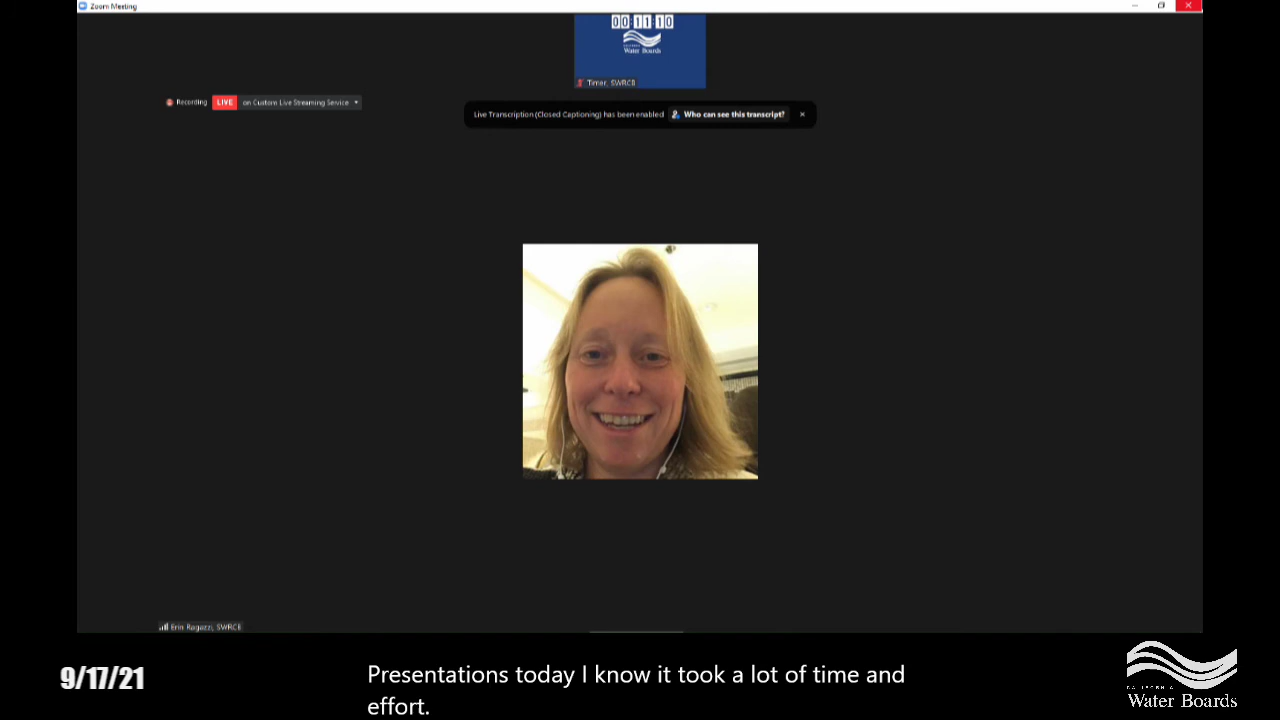 Zoom Meeting
00:11:10
Water Boards
Timer, SWRCB
Recording
LIVE on Custom Live Streaming Service
Live Transcription (Closed Captioning) has been enabled
Who can see this transcript?
Erin Ragazzi, SWRCB
9/17/21
Presentations today I know it took a lot of time and
effort.
CALIFORNIA
Water Boards